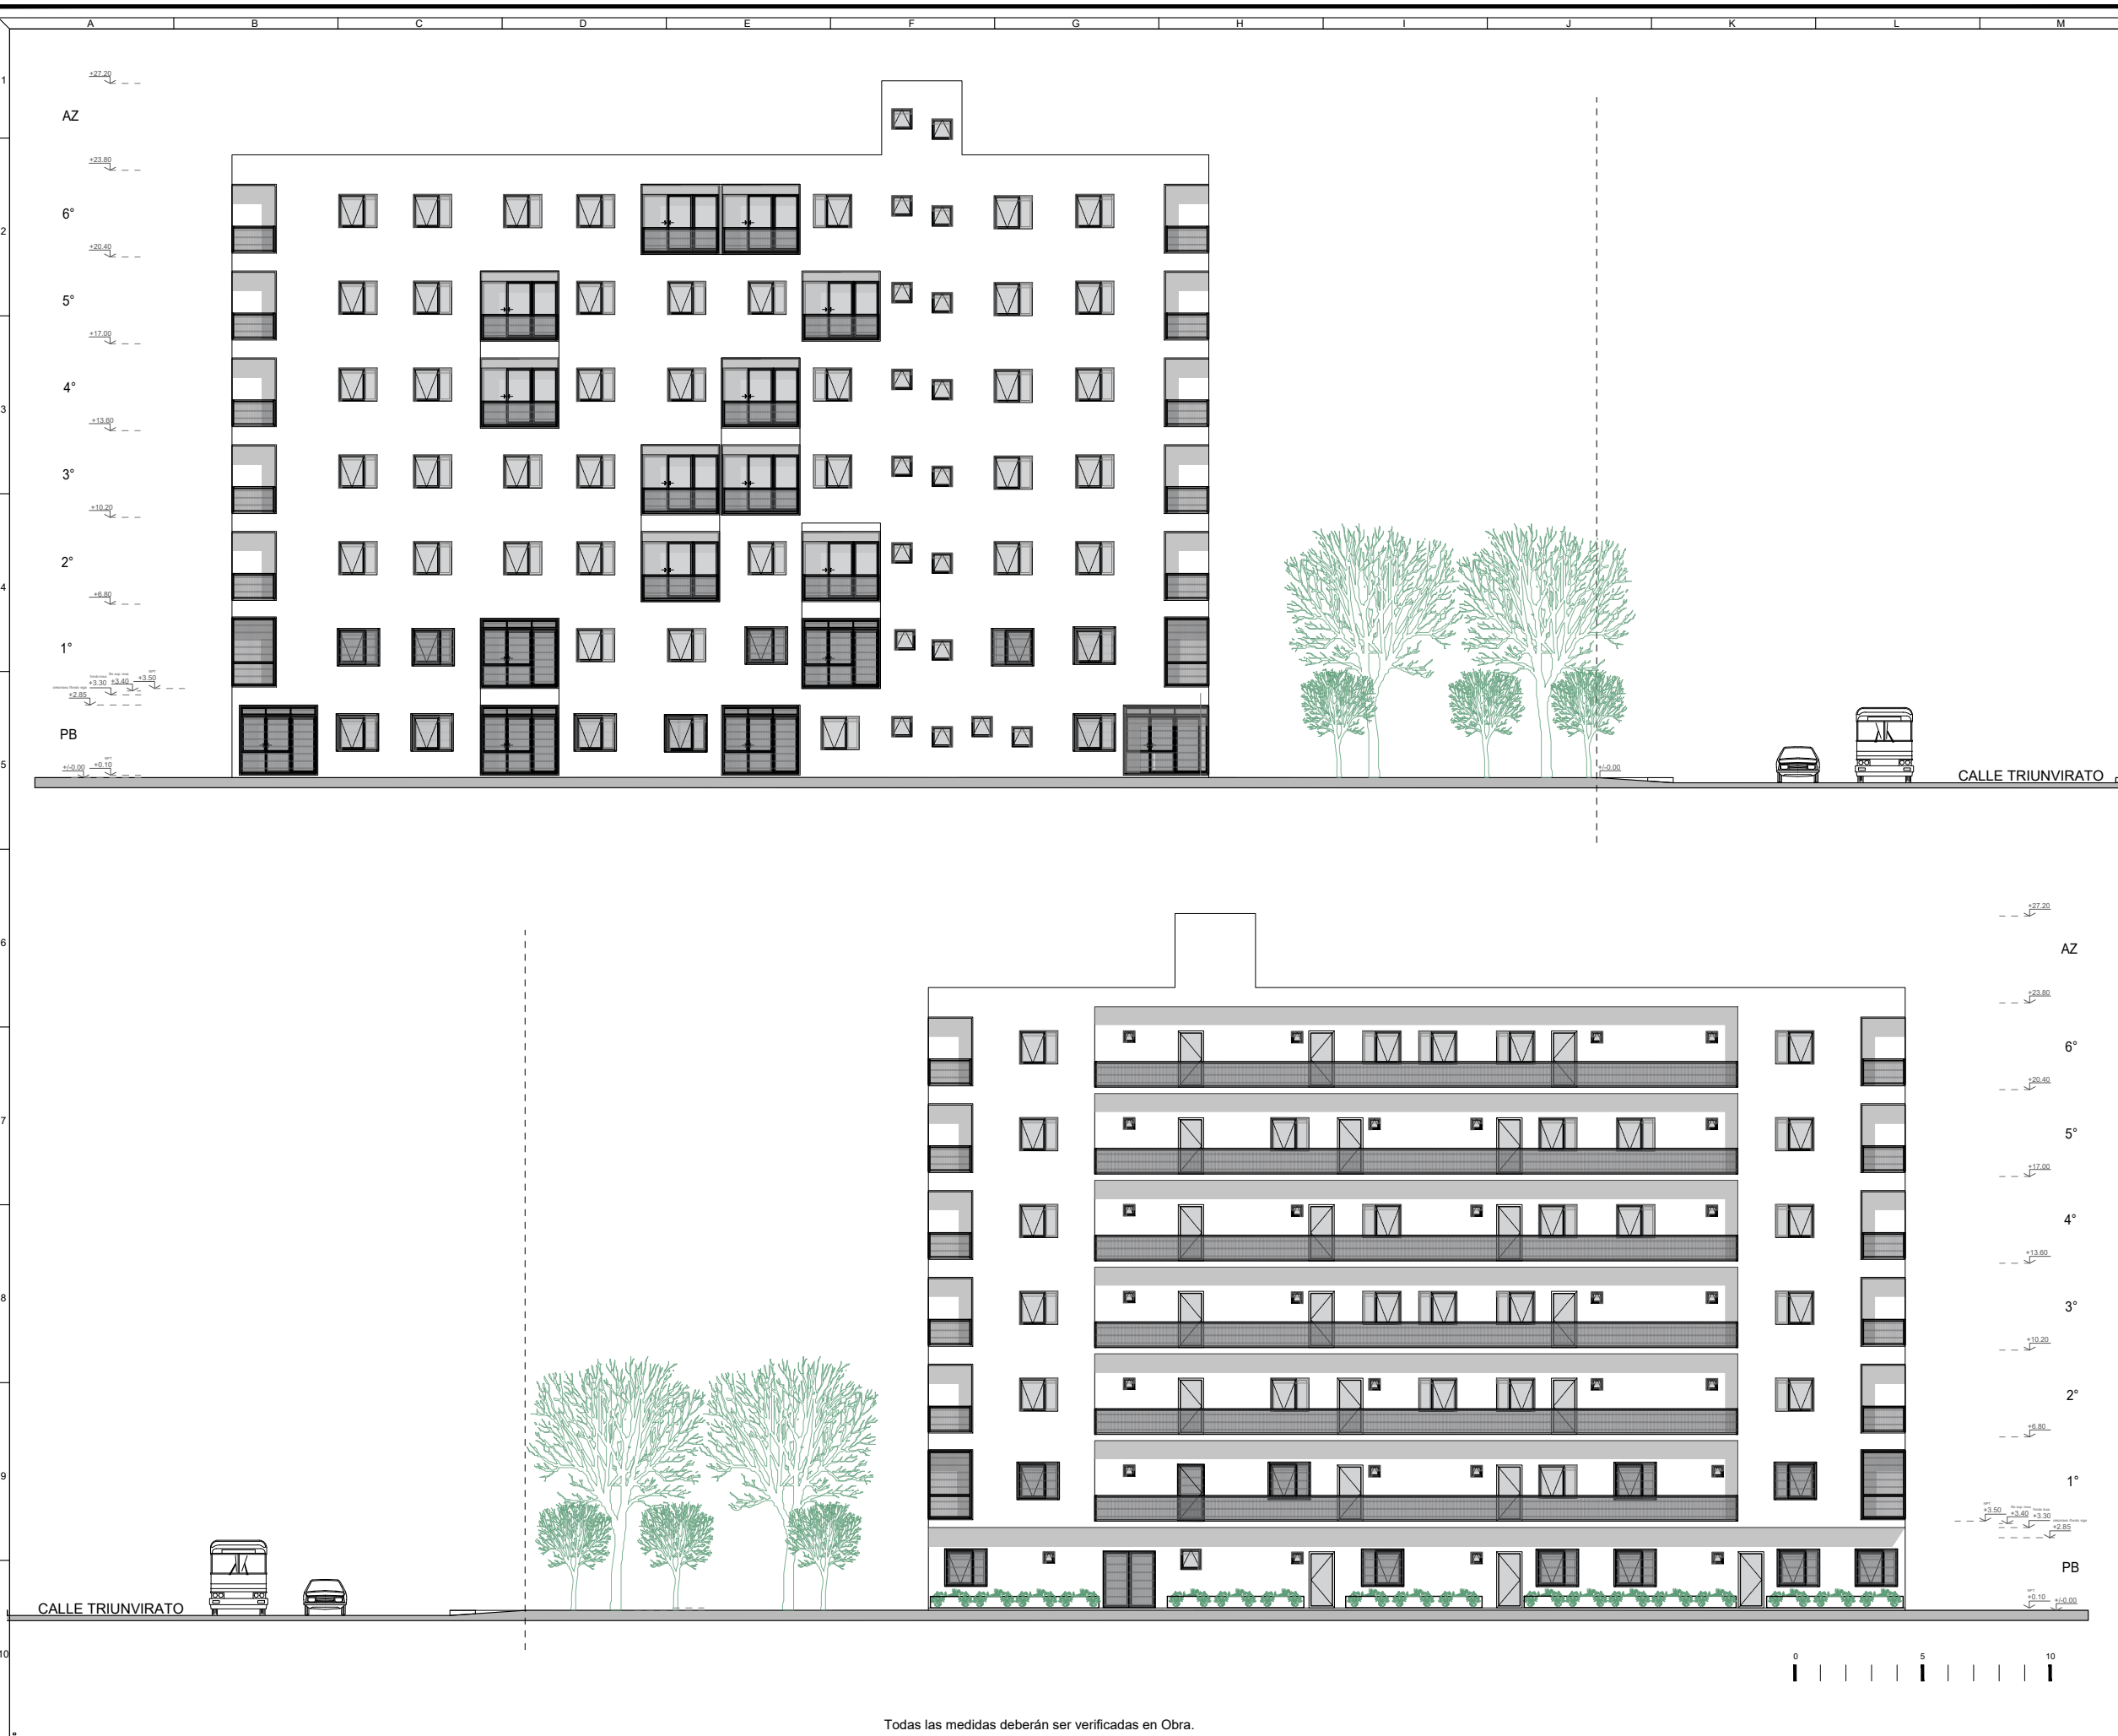 A B C D E F G H I J K L M
1
+27.20
AZ
+23.80
6°
2
+20.40
5°
+17.00
4°
3
+13.60
3°
+10.20
2°
4
+6.80
1°
NPT
+3.30 +3.40 +3.50
+2.85
PB
NPT
5
+/-0.00 +0.10
+/-0.00
CALLE TRIUNVIRATO
+27.20
6
AZ
+23.80
6°
+20.40
7
5°
+17.00
4°
+13.60
8
3°
+10.20
2°
+6.80
9
1°
NPT
+3.50 +3.40 +3.30
+2.85
PB
NPT
+0.10 +/-0.00
CALLE TRIUNVIRATO
10
0 5 10
Todas las medidas deberán ser verificadas en Obra.